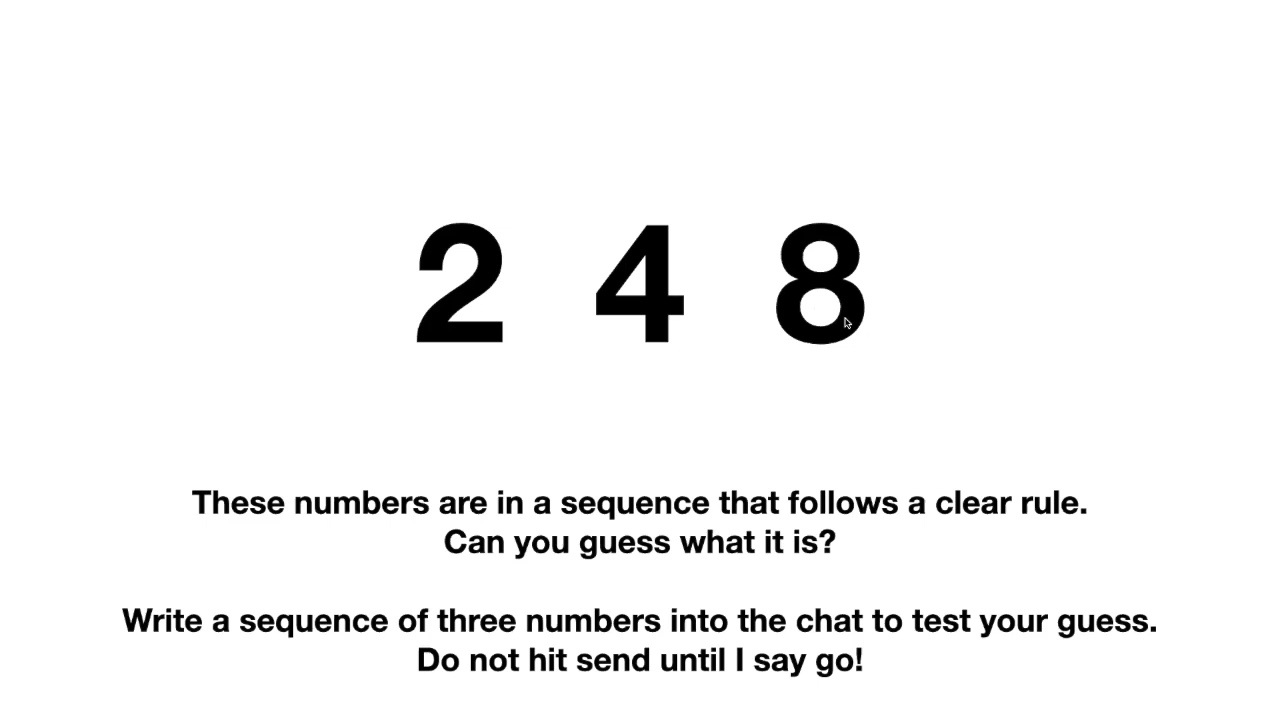 2 4 8
These numbers are in a sequence that follows a clear rule.
Can you guess what it is?
Write a sequence of three numbers into the chat to test your guess.
Do not hit send until I say go!